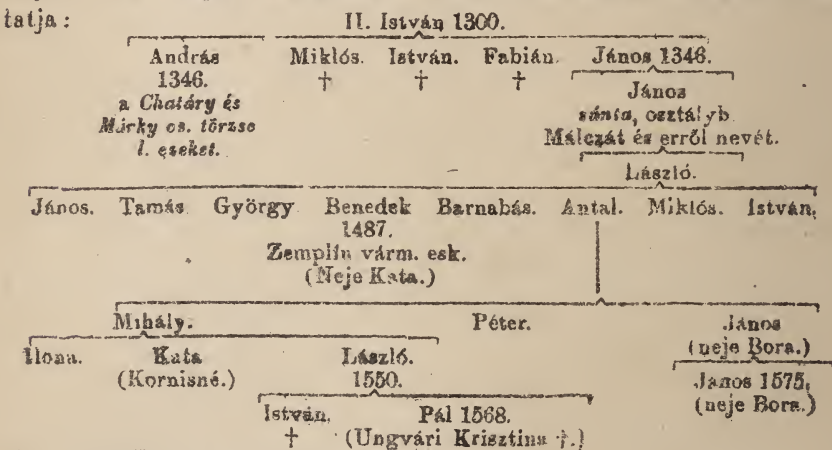 tatja:
II. István 1300.
András Miklós. István. Fabián. János 1346.
1346. † † †
a Chatáry és János
Márky cs. törzse sánta, osztályb.
l. ezeket. Málczát és erről nevét.
László.
János. Tamás György Benedek Barnabás. Antal. Miklós. István.
1487.
Zemplin várm. esk.
(Neje Kata.)
Mihály. Péter. János
(neje Bora.)
Ilona. Kata László. János 1575.
(Kornisné.) 1550. (neje Bora.)
István. Pál 1568.
† (Ungvári Krisztina †.)